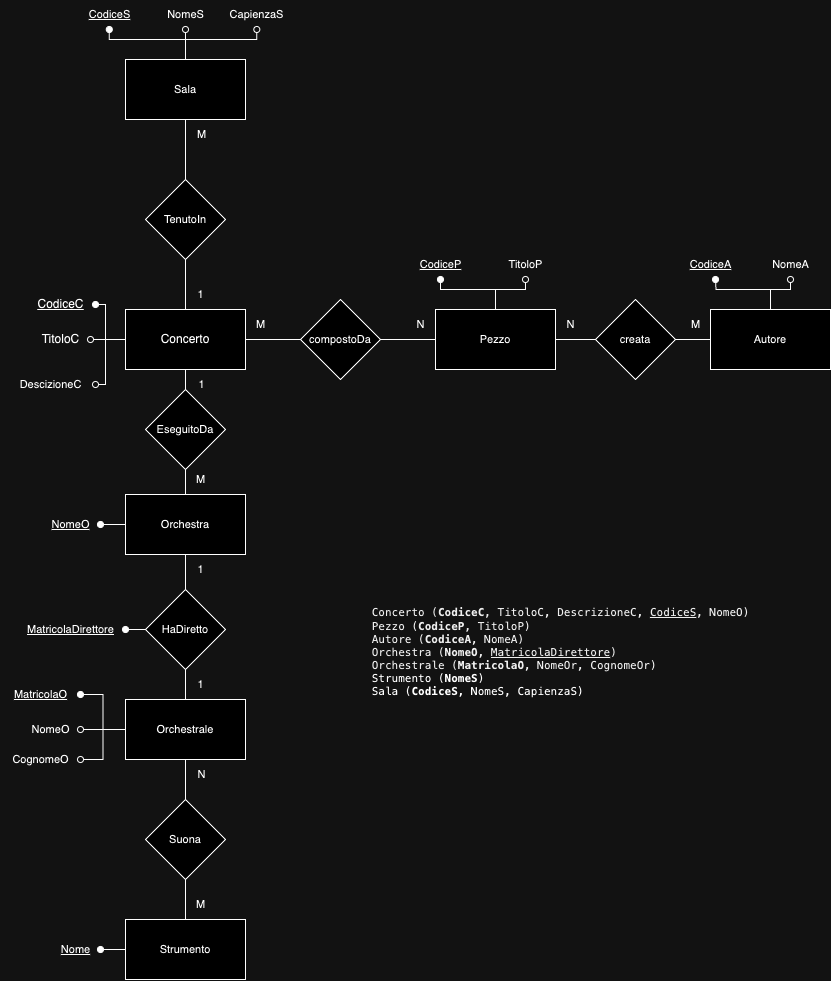 CodiceS NomeS CapienzaS
Sala
M
TenutoIn
1
CodiceC
TitoloC
DescizioneC
Concerto
M
compostoDa
N
CodiceP TitoloP
Pezzo
N
creata
M
CodiceA NomeA
Autore
1
EseguitoDa
M
NomeO
Orchestra
1
MatricolaDirettore
HaDiretto
1
MatricolaO
NomeO
CognomeO
Orchestrale
N
Suona
M
Nome
Strumento
Concerto (CodiceC, TitoloC, DescrizioneC, CodiceS, NomeO)
Pezzo (CodiceP, TitoloP)
Autore (CodiceA, NomeA)
Orchestra (NomeO, MatricolaDirettore)
Orchestrale (MatricolaO, NomeOr, CognomeOr)
Strumento (NomeS)
Sala (CodiceS, NomeS, CapienzaS)